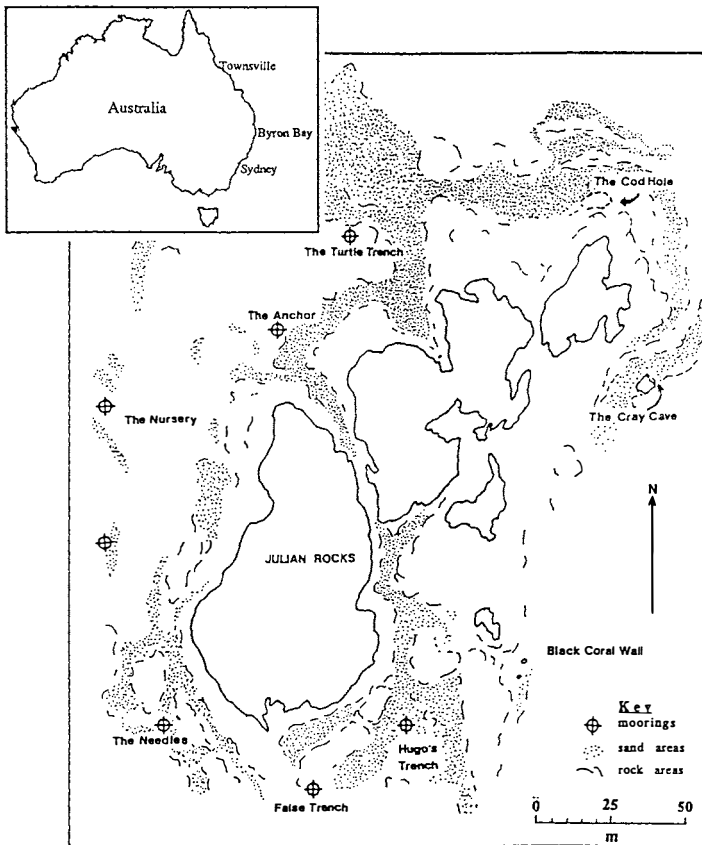 Townsville
Australia
Byron Bay
Sydney
The Cod Hole
The Turtle Trench
The Anchor
The Nursery
The Cray Cave
N
JULIAN ROCKS
Black Coral Wall
Key
moorings
The Needles
Hugo's
Trench
sand areas
rock areas
False Trench
0 25 50
m